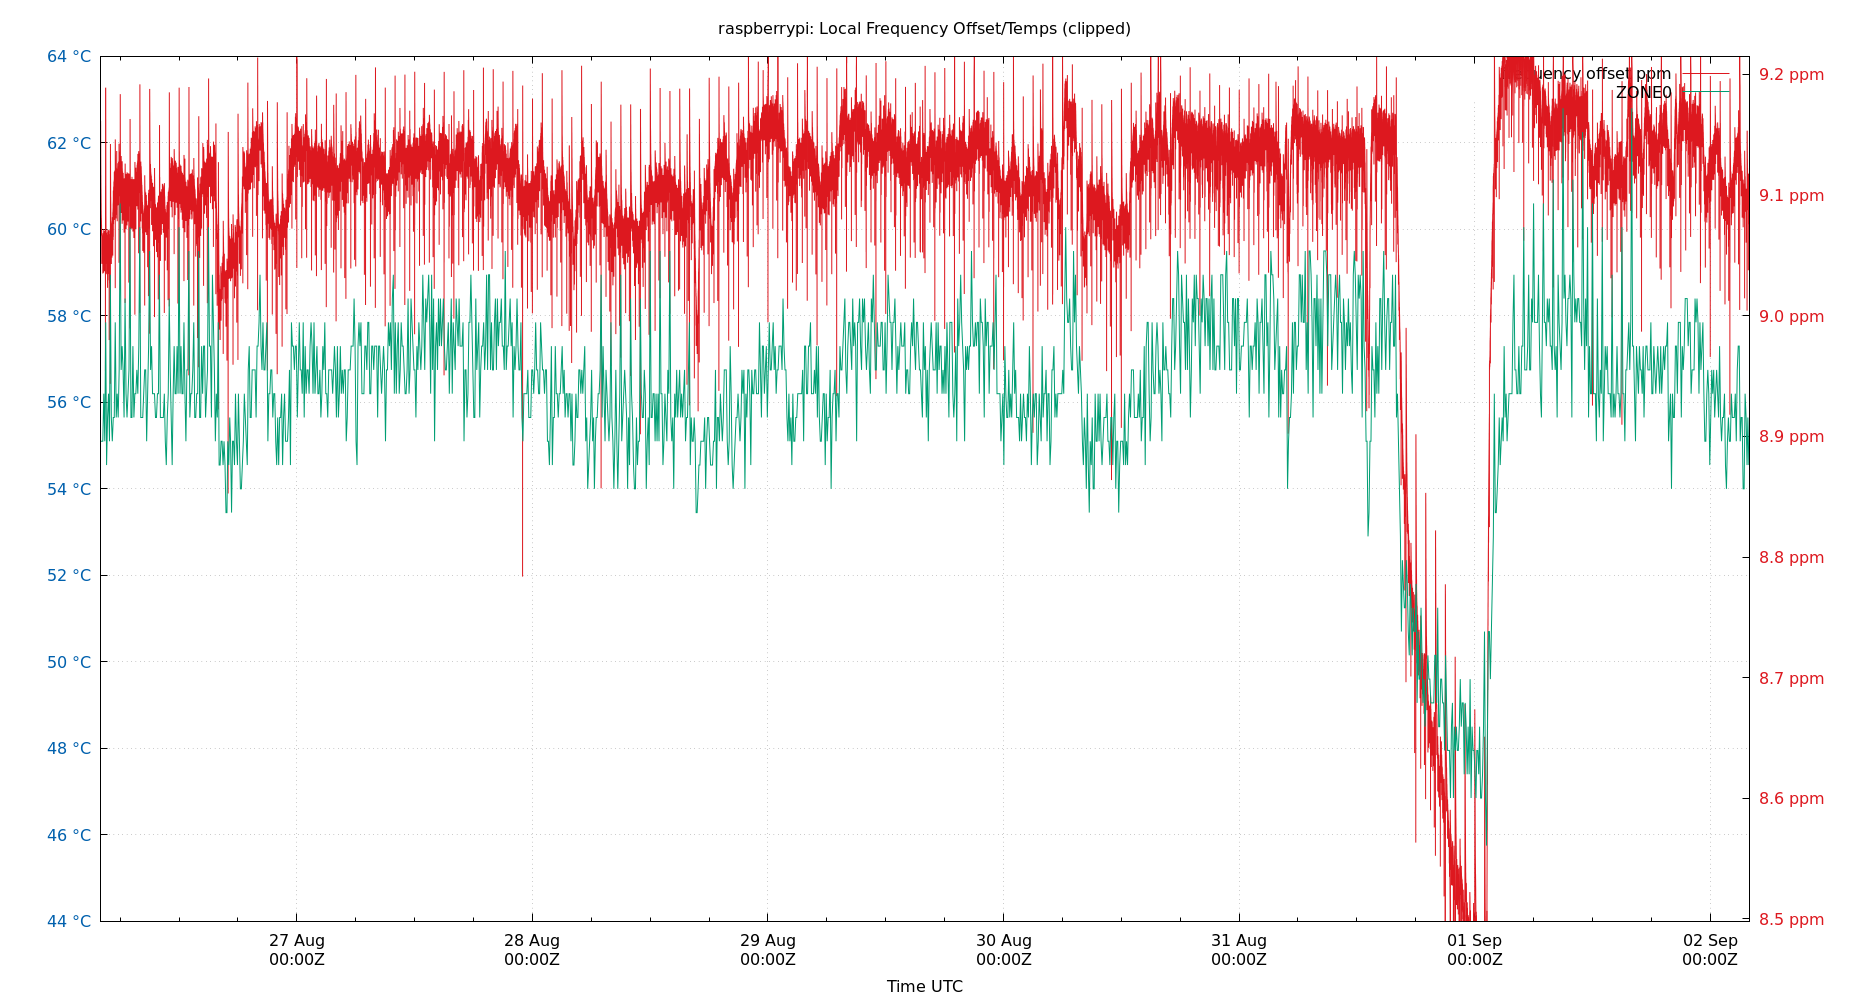 raspberrypi: Local Frequency Offset/Temps (clipped)
64 °C
62 °C
60 °C
58 °C
56 °C
54 °C
52 °C
50 °C
48 °C
46 °C
44 °C
uency offset ppm
ZONE0
9.2 ppm
9.1 ppm
9.0 ppm
8.9 ppm
8.8 ppm
8.7 ppm
8.6 ppm
8.5 ppm
27 Aug
00:00Z
28 Aug
00:00Z
29 Aug
00:00Z
30 Aug
00:00Z
31 Aug
00:00Z
01 Sep
00:00Z
02 Sep
00:00Z
Time UTC